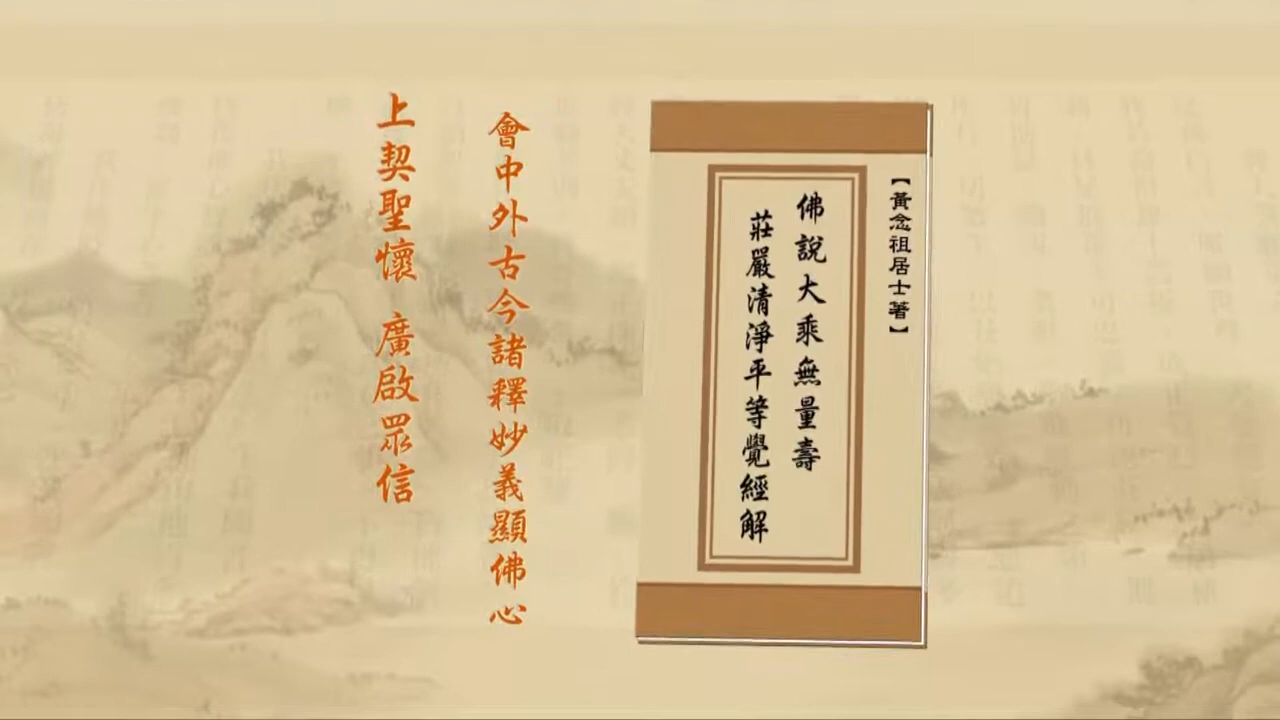 【黃念祖居士著】
佛說大乘無量壽
莊嚴清淨平等覺經解
會中外古今諸釋妙義顯佛心
上契聖懷 廣啟眾信